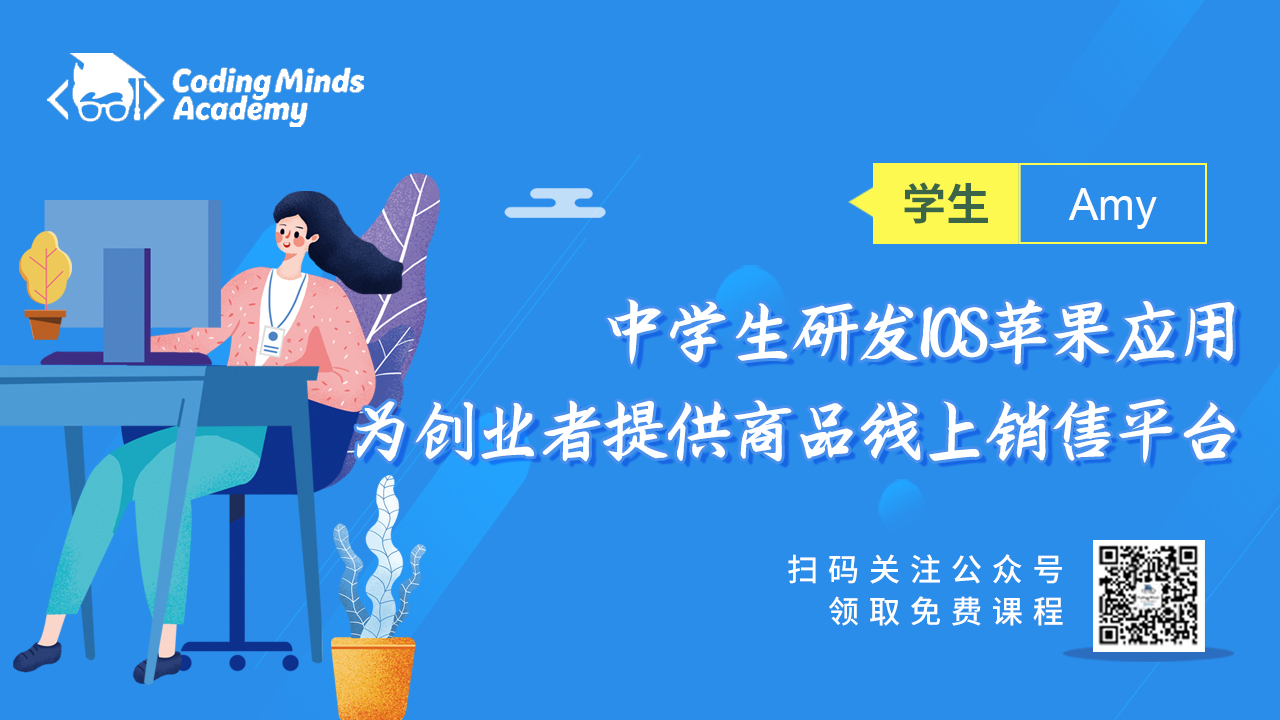 Coding Minds
Academy
学生
Amy
中学生研发IOS苹果应用
为创业者提供商品线上销售平台
扫码关注公众号
领取免费课程